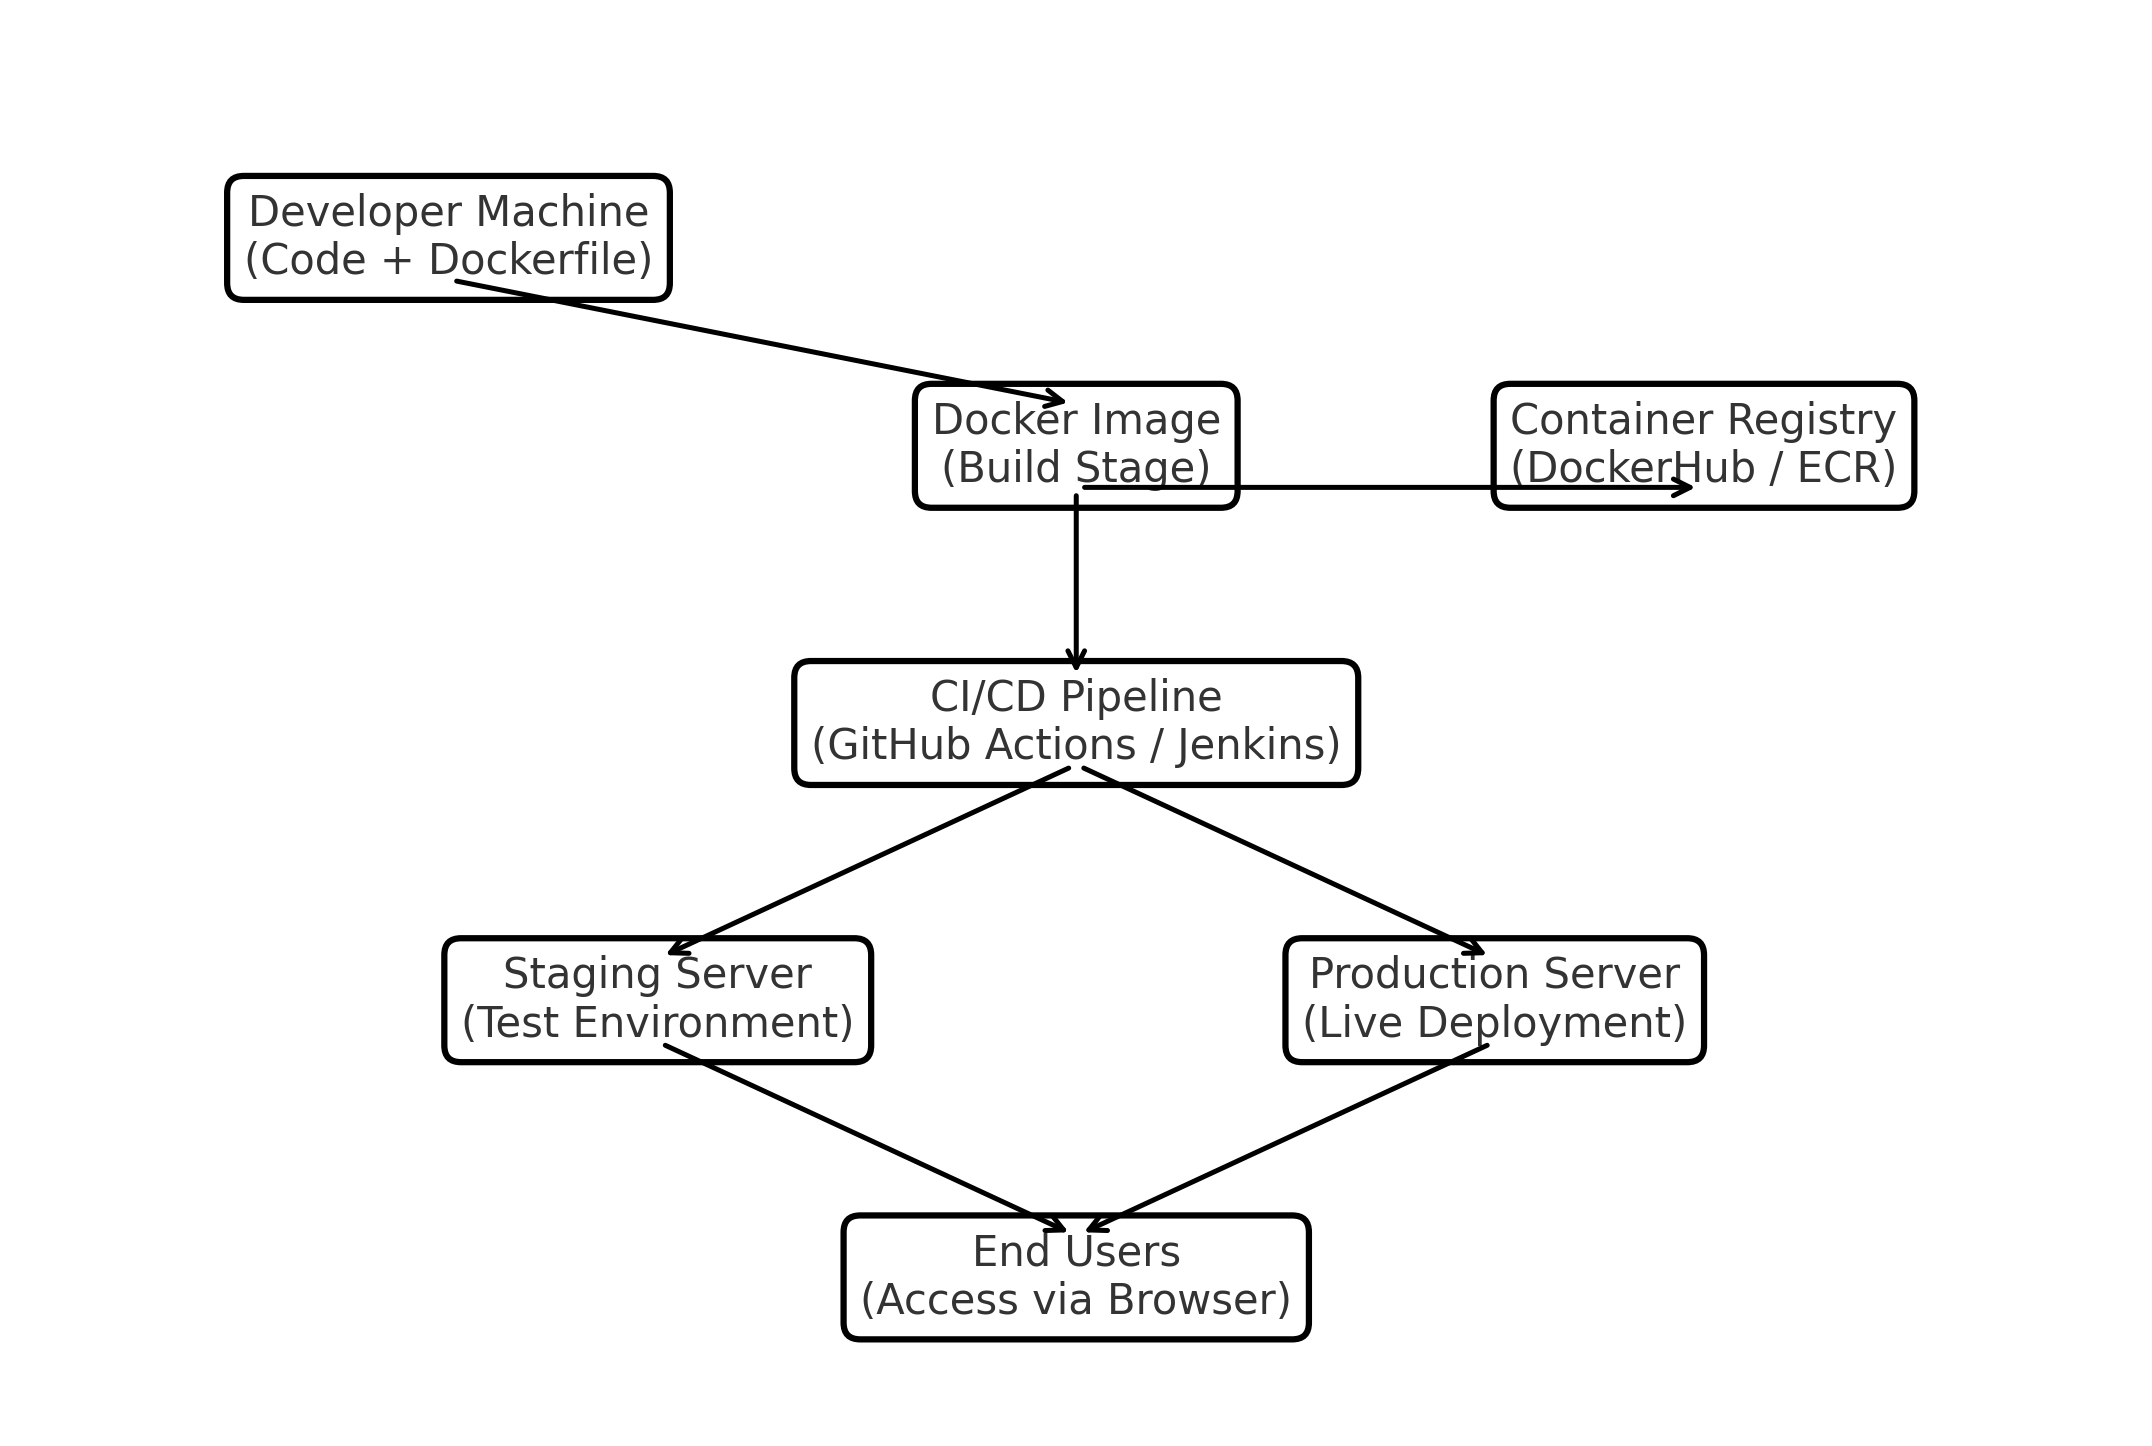 Developer Machine
(Code + Dockerfile)
Docker Image
(Build Stage)
Container Registry
(DockerHub / ECR)
CI/CD Pipeline
(GitHub Actions / Jenkins)
Staging Server
(Test Environment)
Production Server
(Live Deployment)
End Users
(Access via Browser)